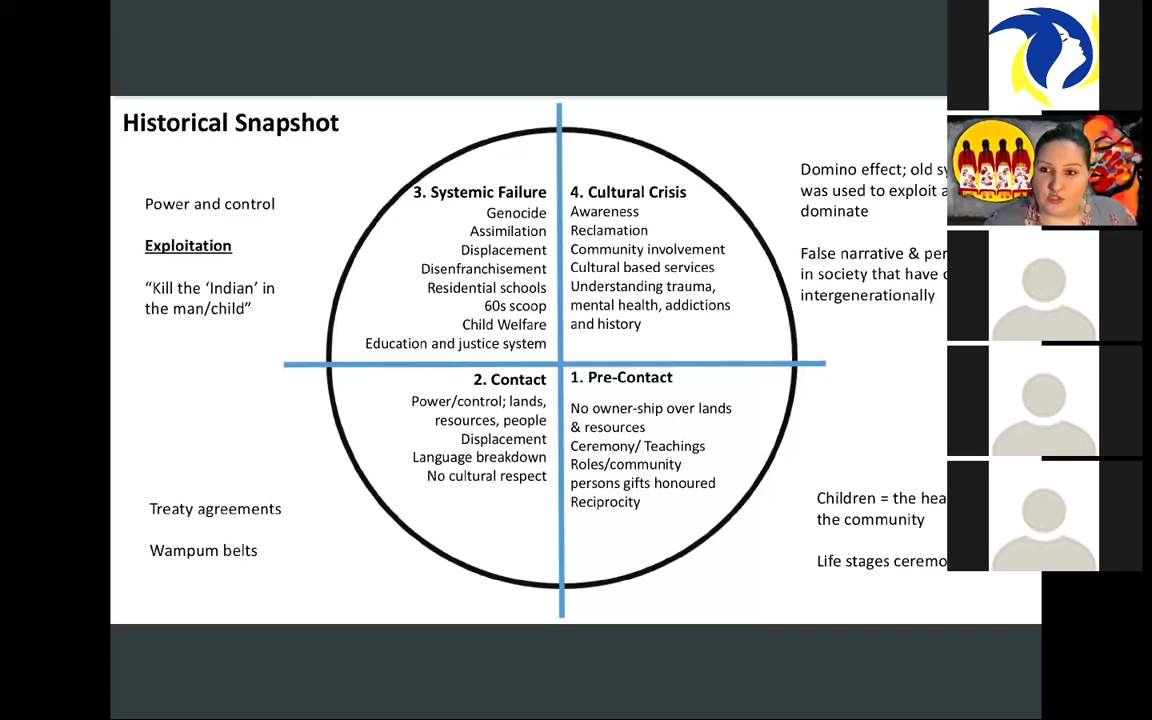 Historical Snapshot
Power and control
Exploitation
“Kill the ‘Indian’ in
the man/child”
Treaty agreements
Wampum belts
3. Systemic Failure
Genocide
Assimilation
Displacement
Disenfranchisement
Residential schools
60s scoop
Child Welfare
Education and justice system
4. Cultural Crisis
Awareness
Reclamation
Community involvement
Cultural based services
Understanding trauma,
mental health, addictions
and history
2. Contact
Power/control; lands,
resources, people
Displacement
Language breakdown
No cultural respect
1. Pre-Contact
No owner-ship over lands
& resources
Ceremony/ Teachings
Roles/community
persons gifts honoured
Reciprocity
Domino effect; old
was used to exploit
dominate
False narrative &
in society that have
intergenerationally
Children = the
the community
Life stages